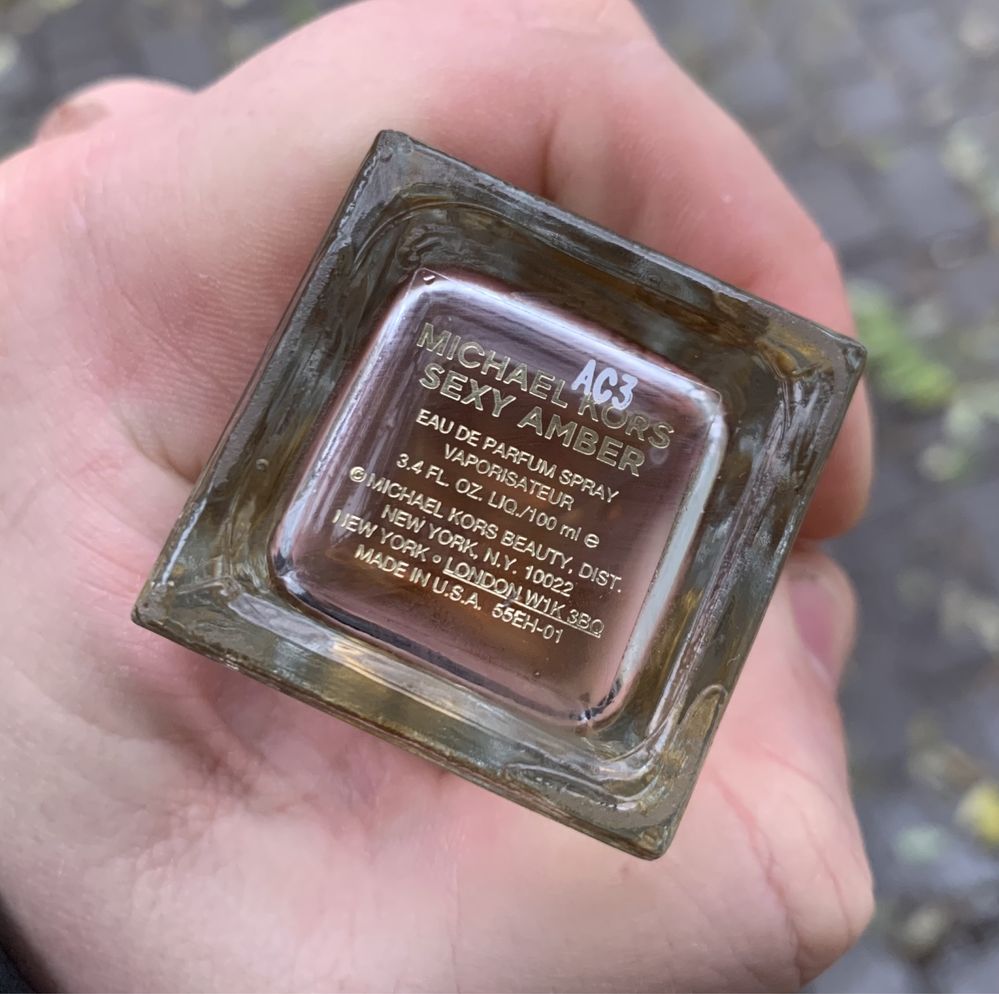 MICHAEL KORS
AC3
SEXY AMBER
EAU DE PARFUM SPRAY
VAPORISATEUR
3.4 FL. OZ. LIQ./100 ml e
©MICHAEL KORS BEAUTY, DIST.
NEW YORK, N.Y. 10022
NEW YORK • LONDON W1K 3BQ
MADE IN U.S.A. 55EH-01